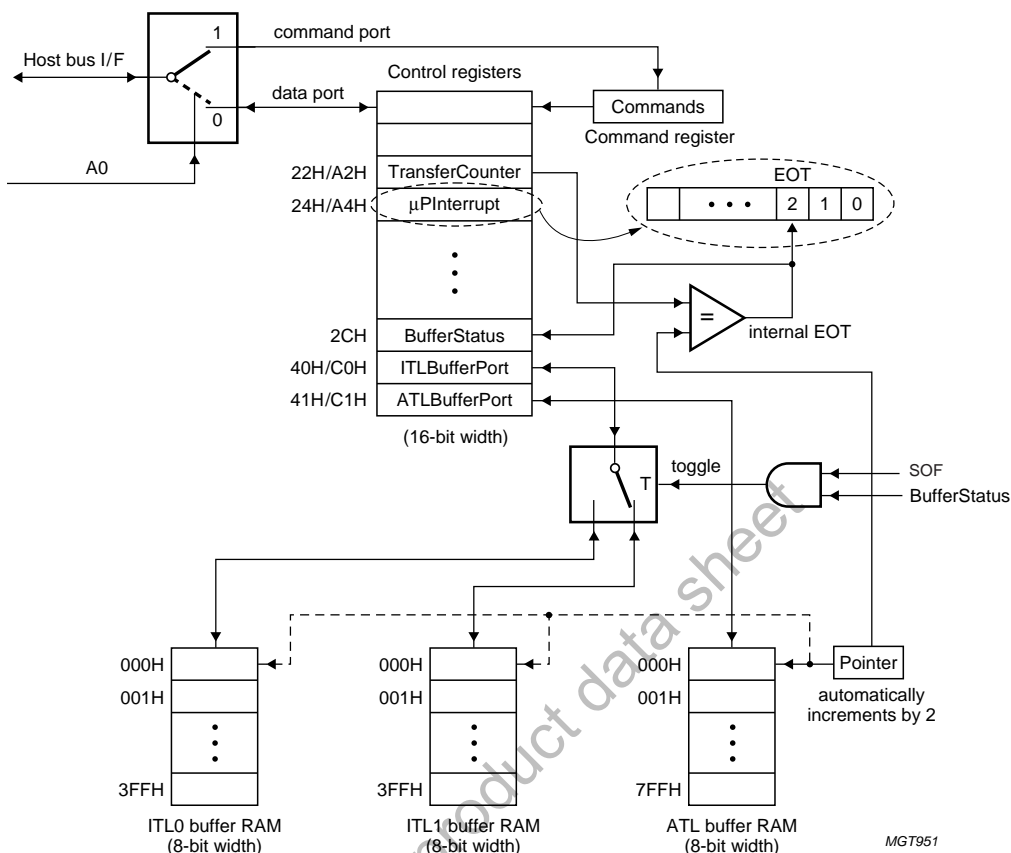 1
command port
Host bus I/F
Control registers
data port
0
Commands
Command register
A0
EOT
22H/A2H
TransferCounter
24H/A4H
µPInterrupt
• • •
2
1
0
=
internal EOT
2CH
BufferStatus
40H/C0H
ITLBufferPort
41H/C1H
ATLBufferPort
(16-bit width)
toggle
T
SOF
BufferStatus
000H
001H
3FFH
ITL0 buffer RAM
(8-bit width)
000H
001H
3FFH
ITL1 buffer RAM
(8-bit width)
000H
001H
7FFH
ATL buffer RAM
(8-bit width)
Pointer
automatically
increments by 2
product data sheet
MGT951